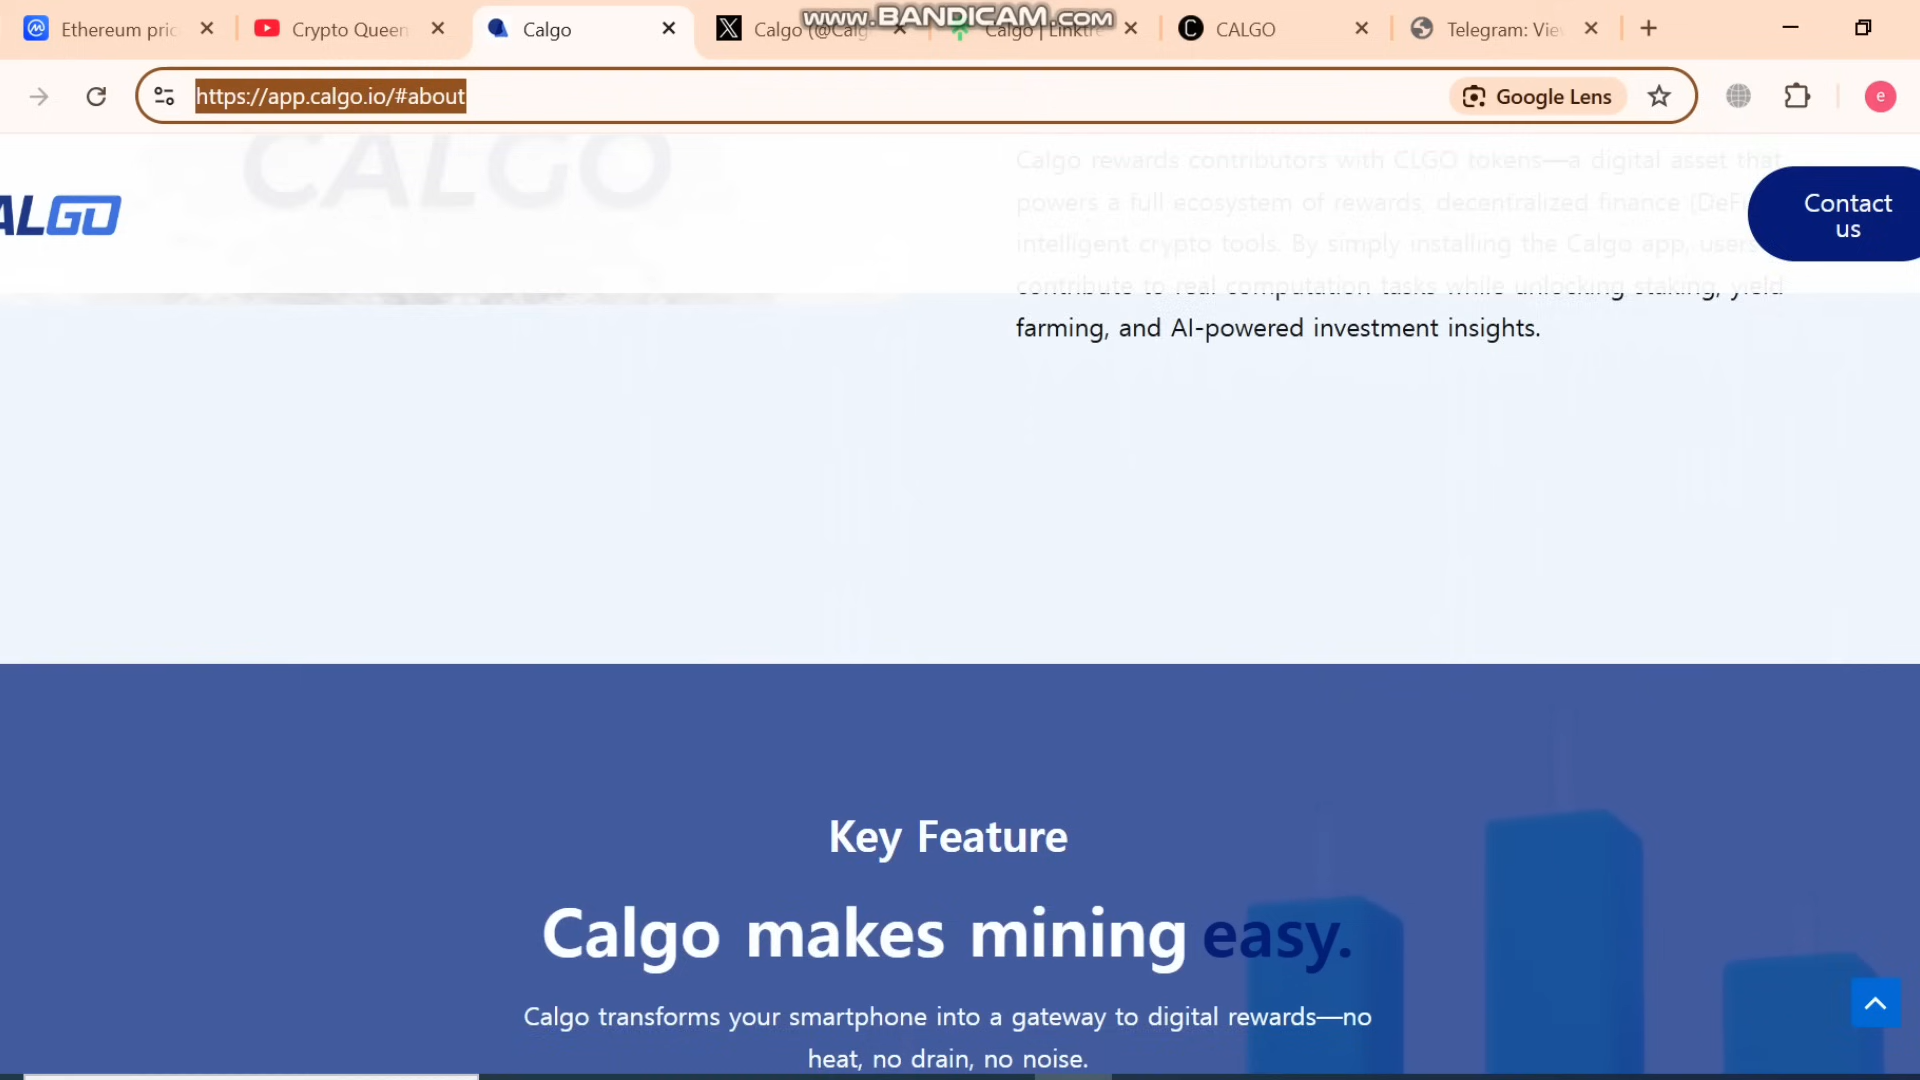 www.BANDICAM.com
Ethereum pric
Crypto Queen
Calgo
Calgo (@Calg
Calgo | Linktre
CALGO
Telegram: Vie
https://app.calgo.io/#about
Google Lens
e
CALGO
ALGO
Contact us
Calgo rewards contributors with CLGO tokens—a digital asset that
powers a full ecosystem of rewards, decentralized finance (DeF
intelligent crypto tools. By simply installing the Calgo app, user
contribute to real computation tasks while unlocking staking, yield
farming, and AI-powered investment insights.
Key Feature
Calgo makes mining easy.
Calgo transforms your smartphone into a gateway to digital rewards—no
heat, no drain, no noise.